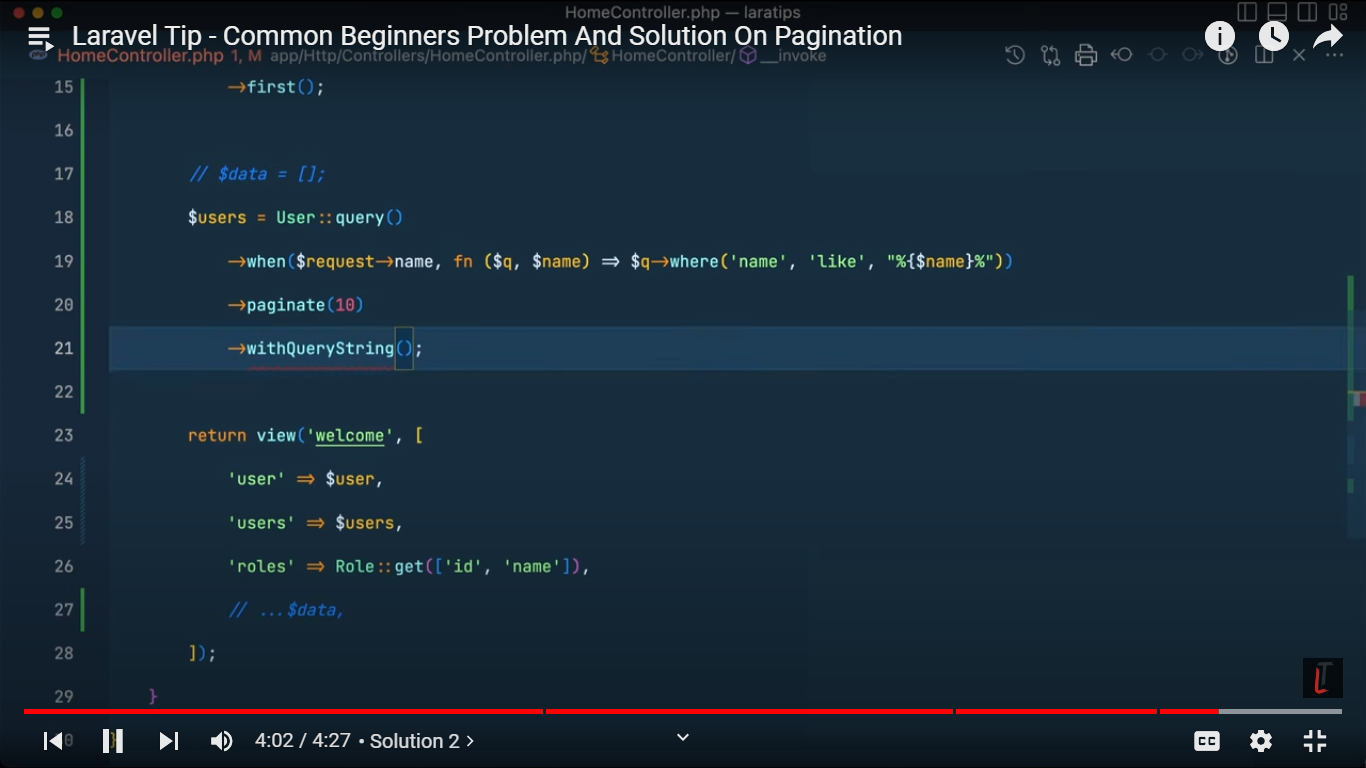 HomeController.php — laratips
Laravel Tip - Common Beginners Problem And Solution On Pagination
HomeController.php 1, M app/Http/Controllers/HomeController.php/ HomeController/ __invoke
15 →first();
16
17 // $data = [];
18 $users = User::query()
19 →when($request→name, fn ($q, $name) ⇒ $q→where('name', 'like', "%{$name}%"))
20 →paginate(10)
21 →withQueryString();
22
23 return view('welcome', [
24 'user' ⇒ $user,
25 'users' ⇒ $users,
26 'roles' ⇒ Role::get(['id', 'name']),
27 // ...$data,
28 ]);
29 }
LT
4:02 / 4:27 • Solution 2 ›
CC